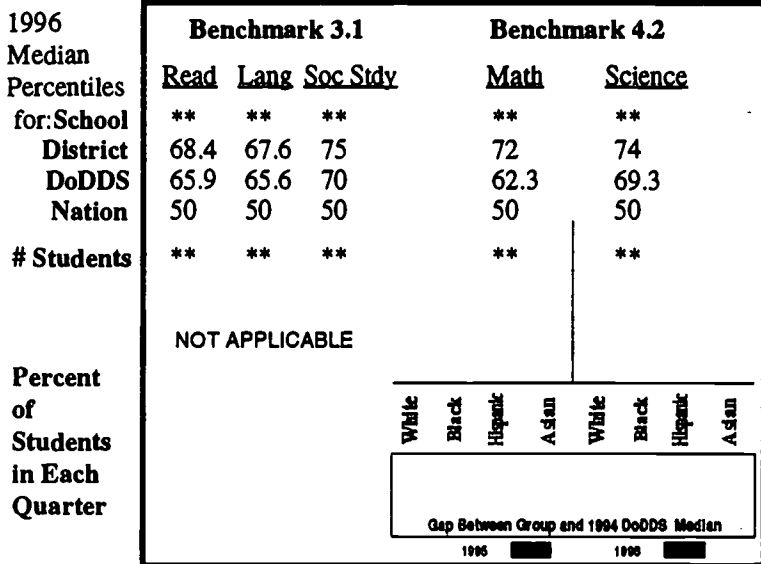 1996
Median
Percentiles
for:School
District
DoDDS
Nation
# Students
Benchmark 3.1 Benchmark 4.2
Read Lang Soc Stdy Math Science
** ** ** ** **
68.4 67.6 75 72 74
65.9 65.6 70 62.3 69.3
50 50 50 50 50
** ** ** ** **
NOT APPLICABLE
Percent
of
Students
in Each
Quarter
White Black Hispanic Asian White Black Hispanic Asian
Gap Between Group and 1994 DoDDS Median
1995